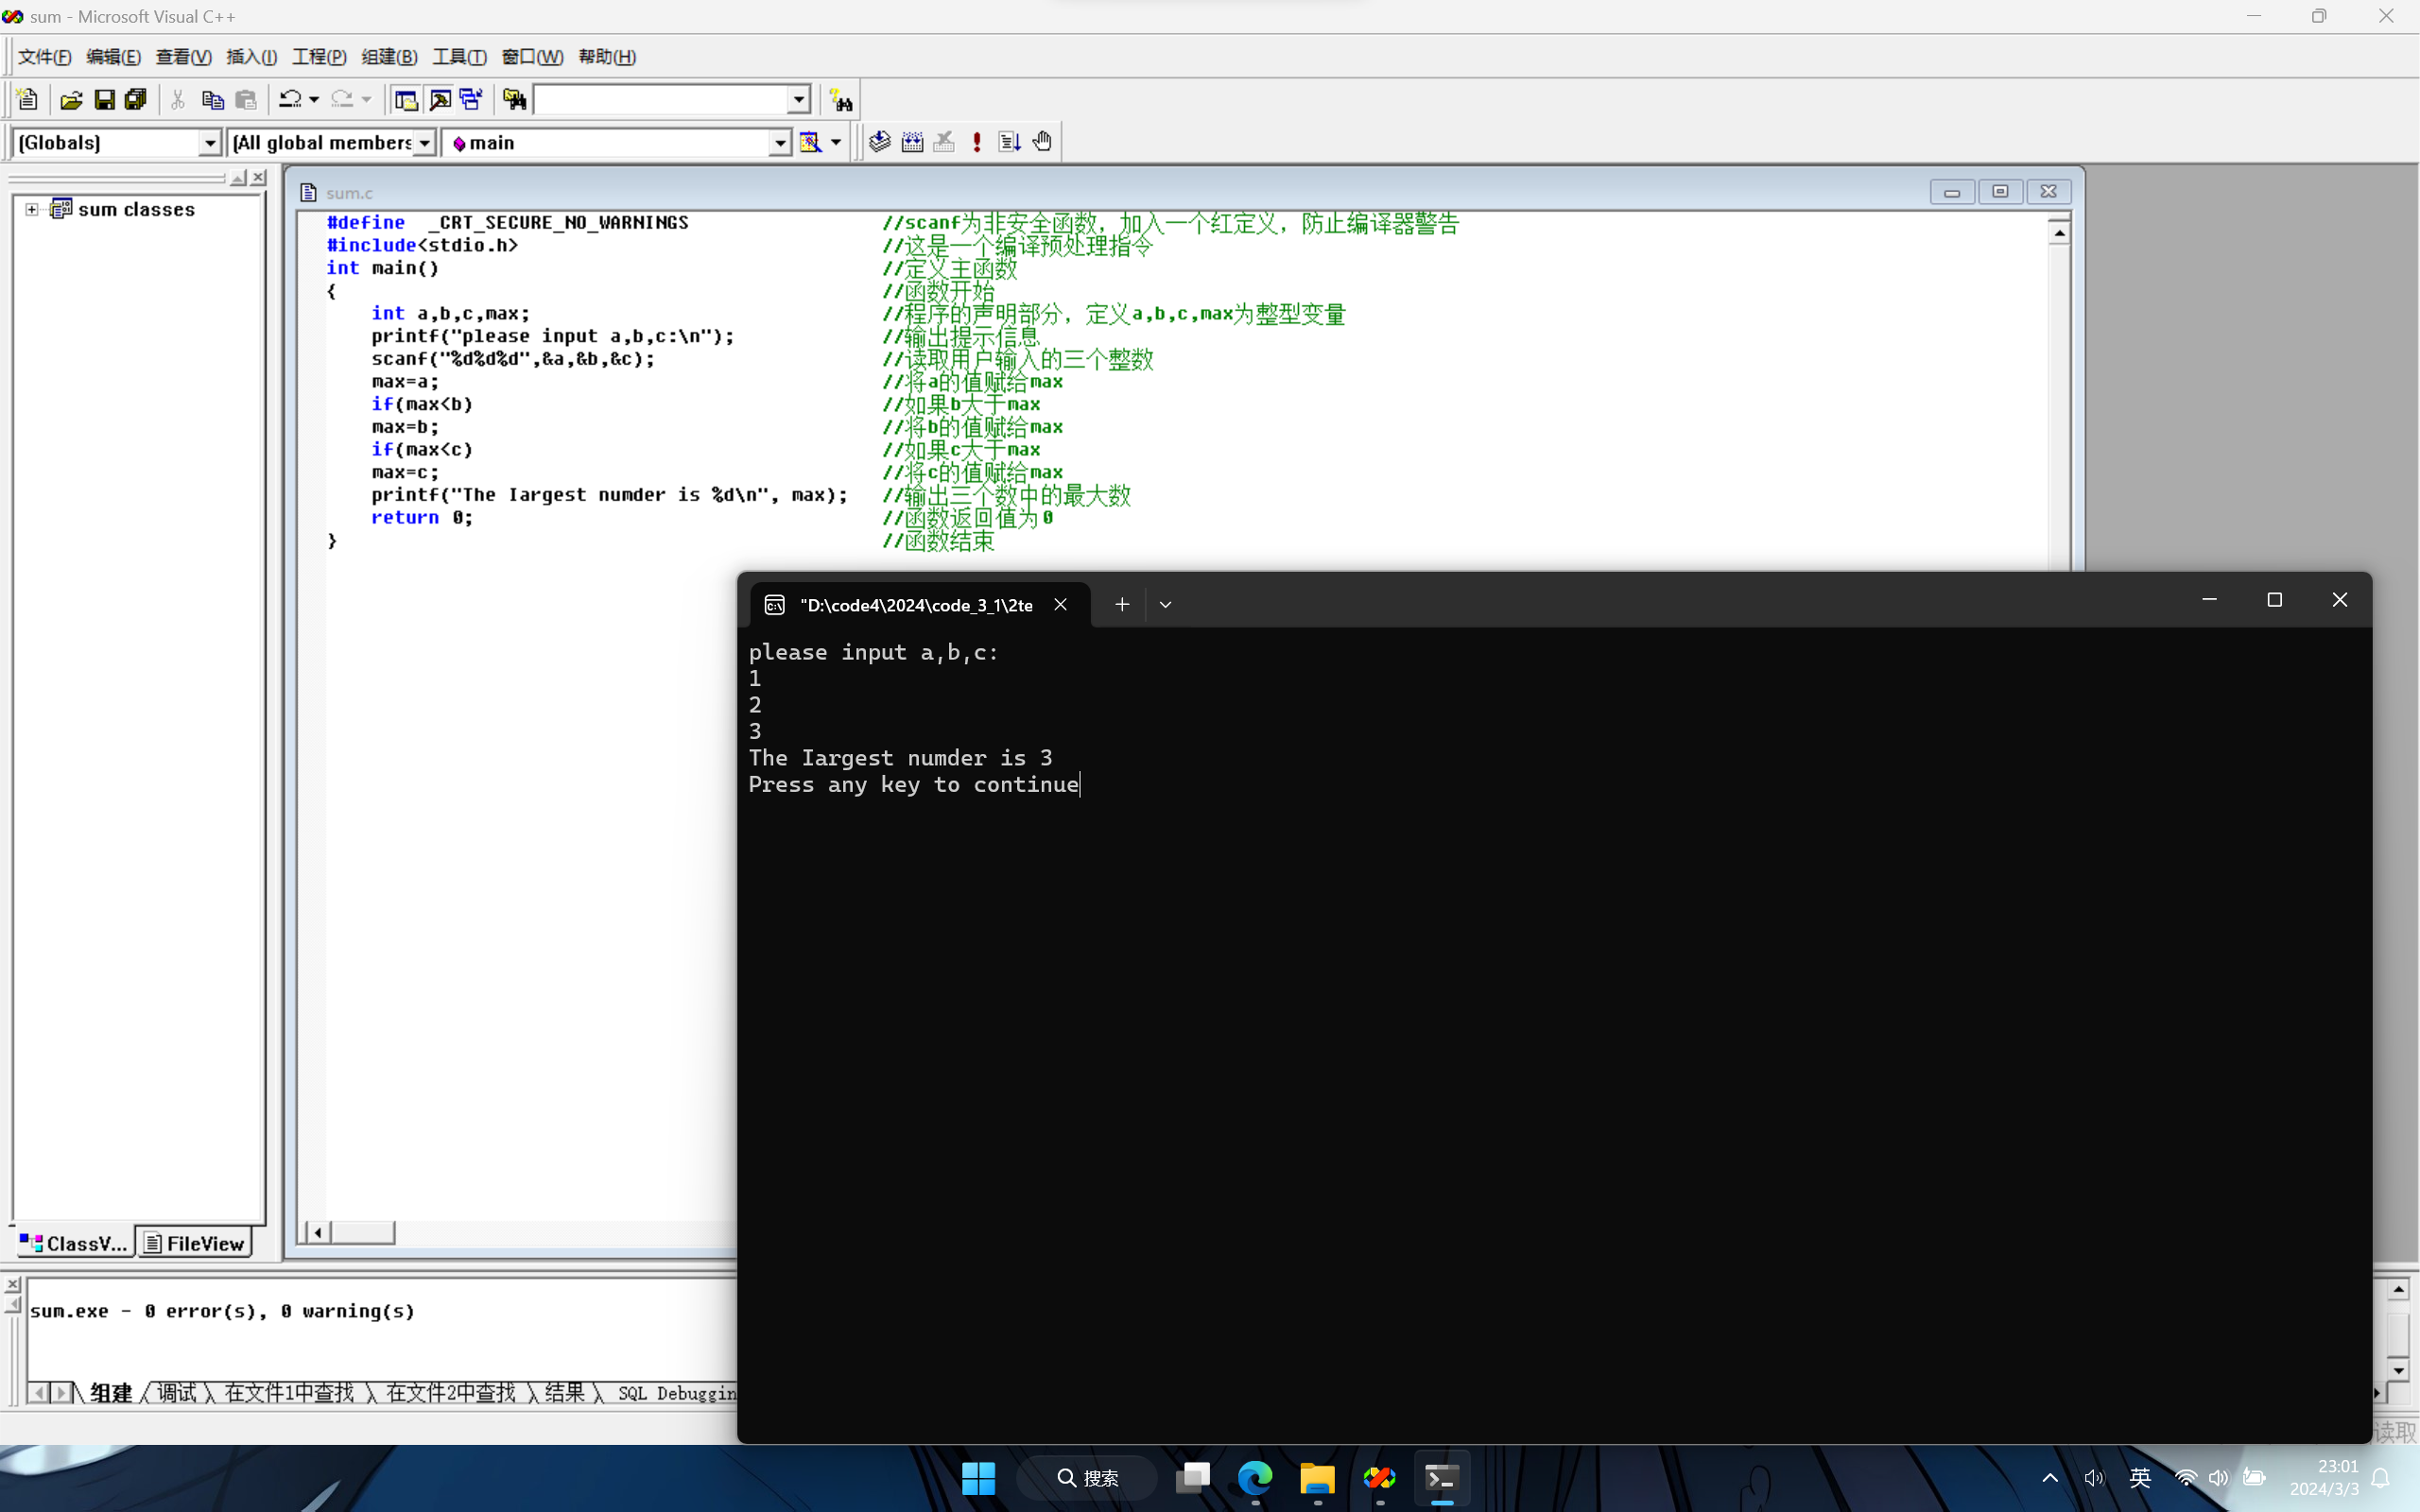 sum - Microsoft Visual C++
文件(F) 编辑(E) 查看(V) 插入(I) 工程(P) 组建(B) 工具(T) 窗口(W) 帮助(H)
(Globals) (All global members main
sum classes
sum.c
#define _CRT_SECURE_NO_WARNINGS //scanf为非安全函数，加入一个红定义，防止编译器警告
#include<stdio.h> //这是一个编译预处理指令
int main() //定义主函数
{ //函数开始
int a,b,c,max; //程序的声明部分，定义a,b,c,max为整型变量
printf("please input a,b,c:\n"); //输出提示信息
scanf("%d%d%d",&a,&b,&c); //读取用户输入的三个整数
max=a; //将a的值赋给max
if(max<b) //如果b大于max
max=b; //将b的值赋给max
if(max<c) //如果c大于max
max=c; //将c的值赋给max
printf("The Iargest numder is %d\n", max); //输出三个数中的最大数
return 0; //函数返回值为0
} //函数结束
"D:\code4\2024\code_3_1\2te
please input a,b,c:
1
2
3
The Iargest numder is 3
Press any key to continue
ClassV... FileView
sum.exe - 0 error(s), 0 warning(s)
组建 调试 在文件1中查找 在文件2中查找 结果 SQL Debuggin
读取
搜索
英
23:01
2024/3/3